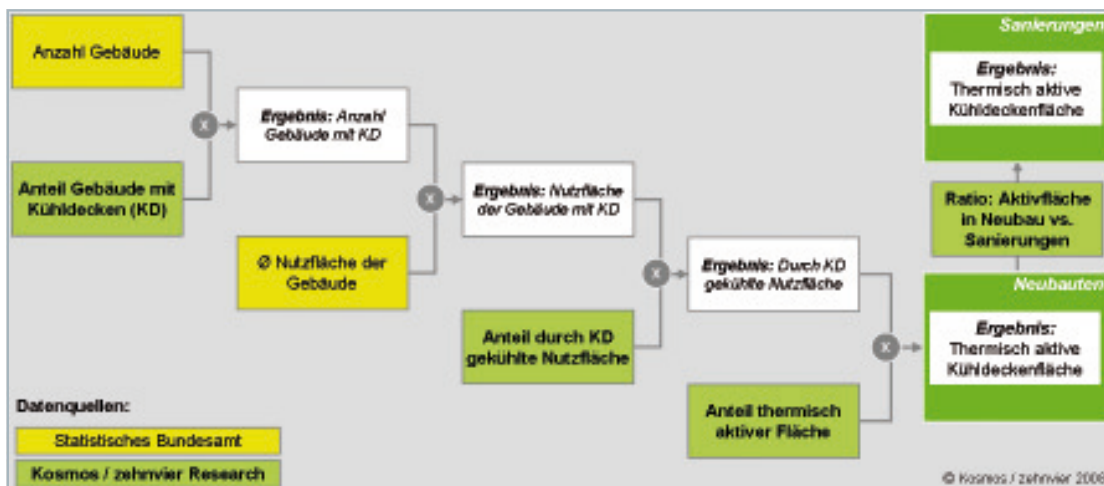 Anzahl Gebäude
Anteil Gebäude mit
Kühldecken (KD)
Ergebnis: Anzahl
Gebäude mit KD
Ø Nutzfläche der
Gebäude
Ergebnis: Nutzfläche
der Gebäude mit KD
Anteil durch KD
gekühlte Nutzfläche
Ergebnis: Durch KD
gekühlte Nutzfläche
Anteil thermisch
aktiver Fläche
Sanierungen
Ergebnis:
Thermisch aktive
Kühldeckenfläche
Ratio: Aktivfläche
in Neubau vs.
Sanierungen
Neubauten
Ergebnis:
Thermisch aktive
Kühldeckenfläche
x
x
x
x
Datenquellen:
Statistisches Bundesamt
Kosmos / zehnvier Research
© Kosmos / zehnvier